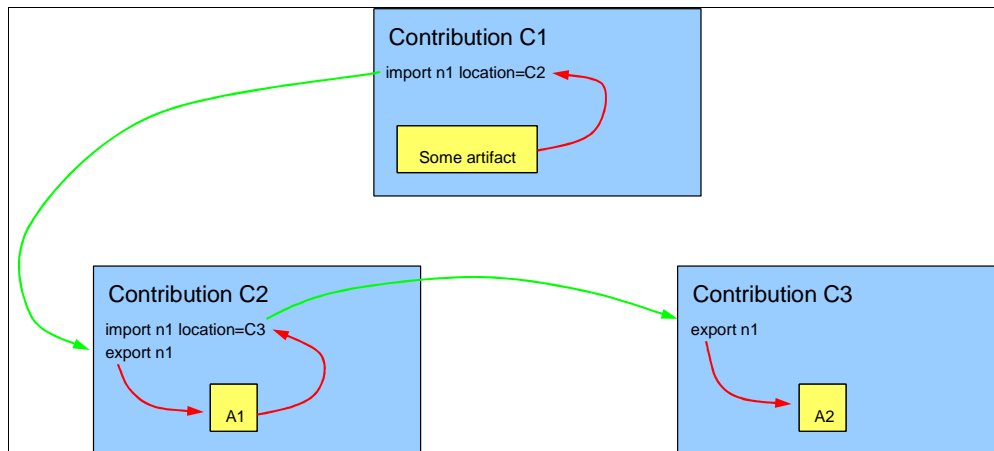 Contribution C1
import n1 location=C2
Some artifact
Contribution C2
import n1 location=C3
export n1
A1
Contribution C3
export n1
A2